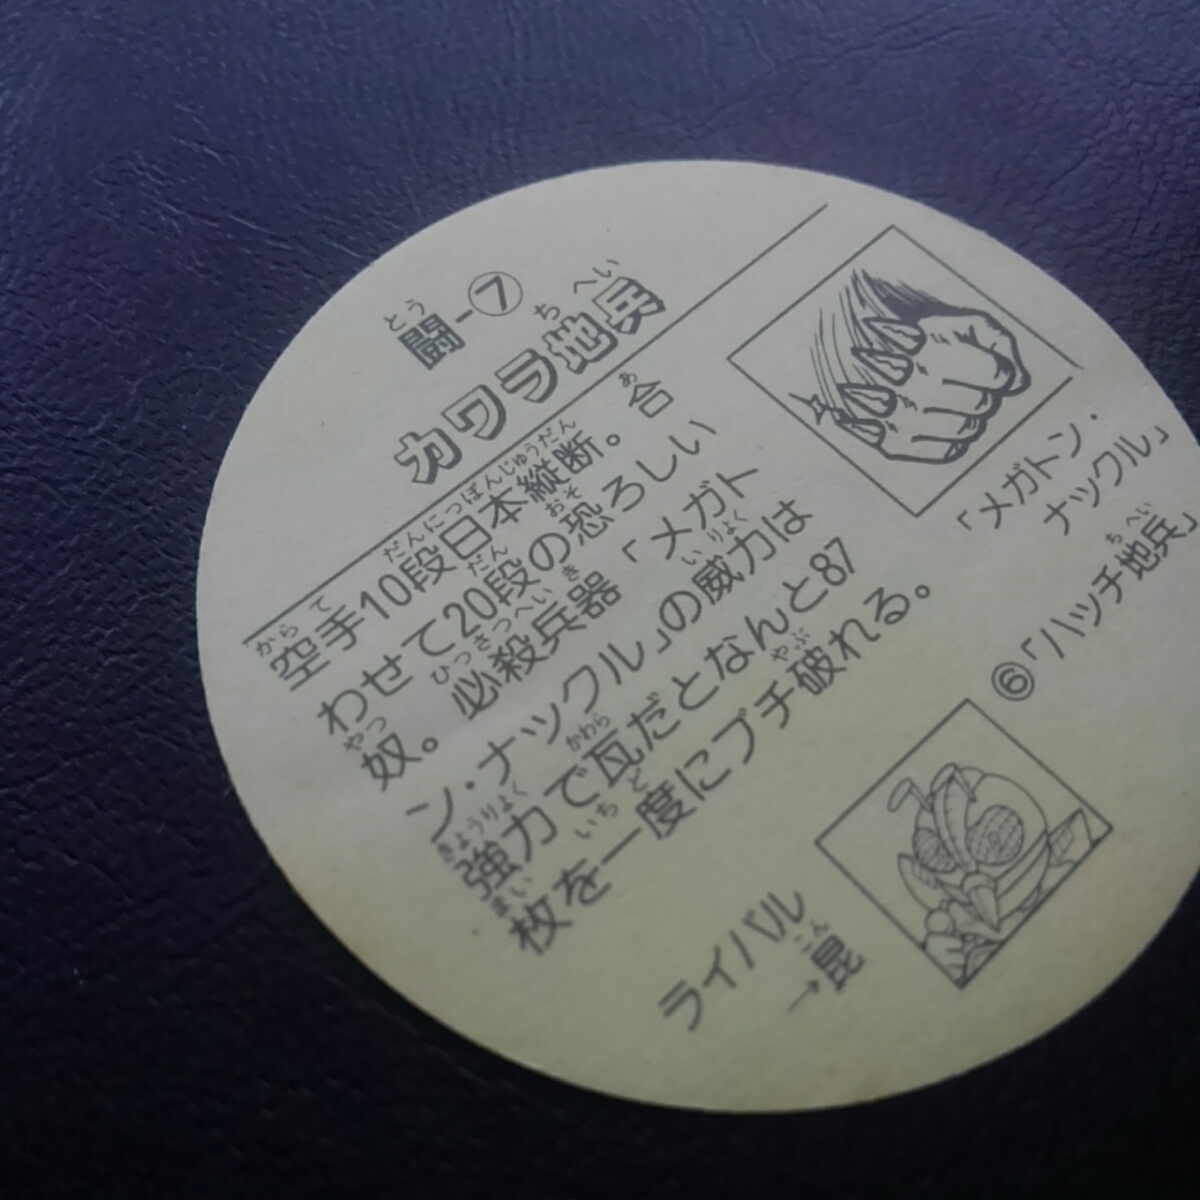 闘-⑦
カワラ地兵
空手10段日本縦断。合
わせて20段の恐ろしい
奴。必殺兵器「メガト
ン・ナックル」の威力は
強力で瓦だとなんと87
枚を一度にブチ破れる。
「メガトン・
ナックル」
ライバル
→昆
⑥「ハッチ地兵」